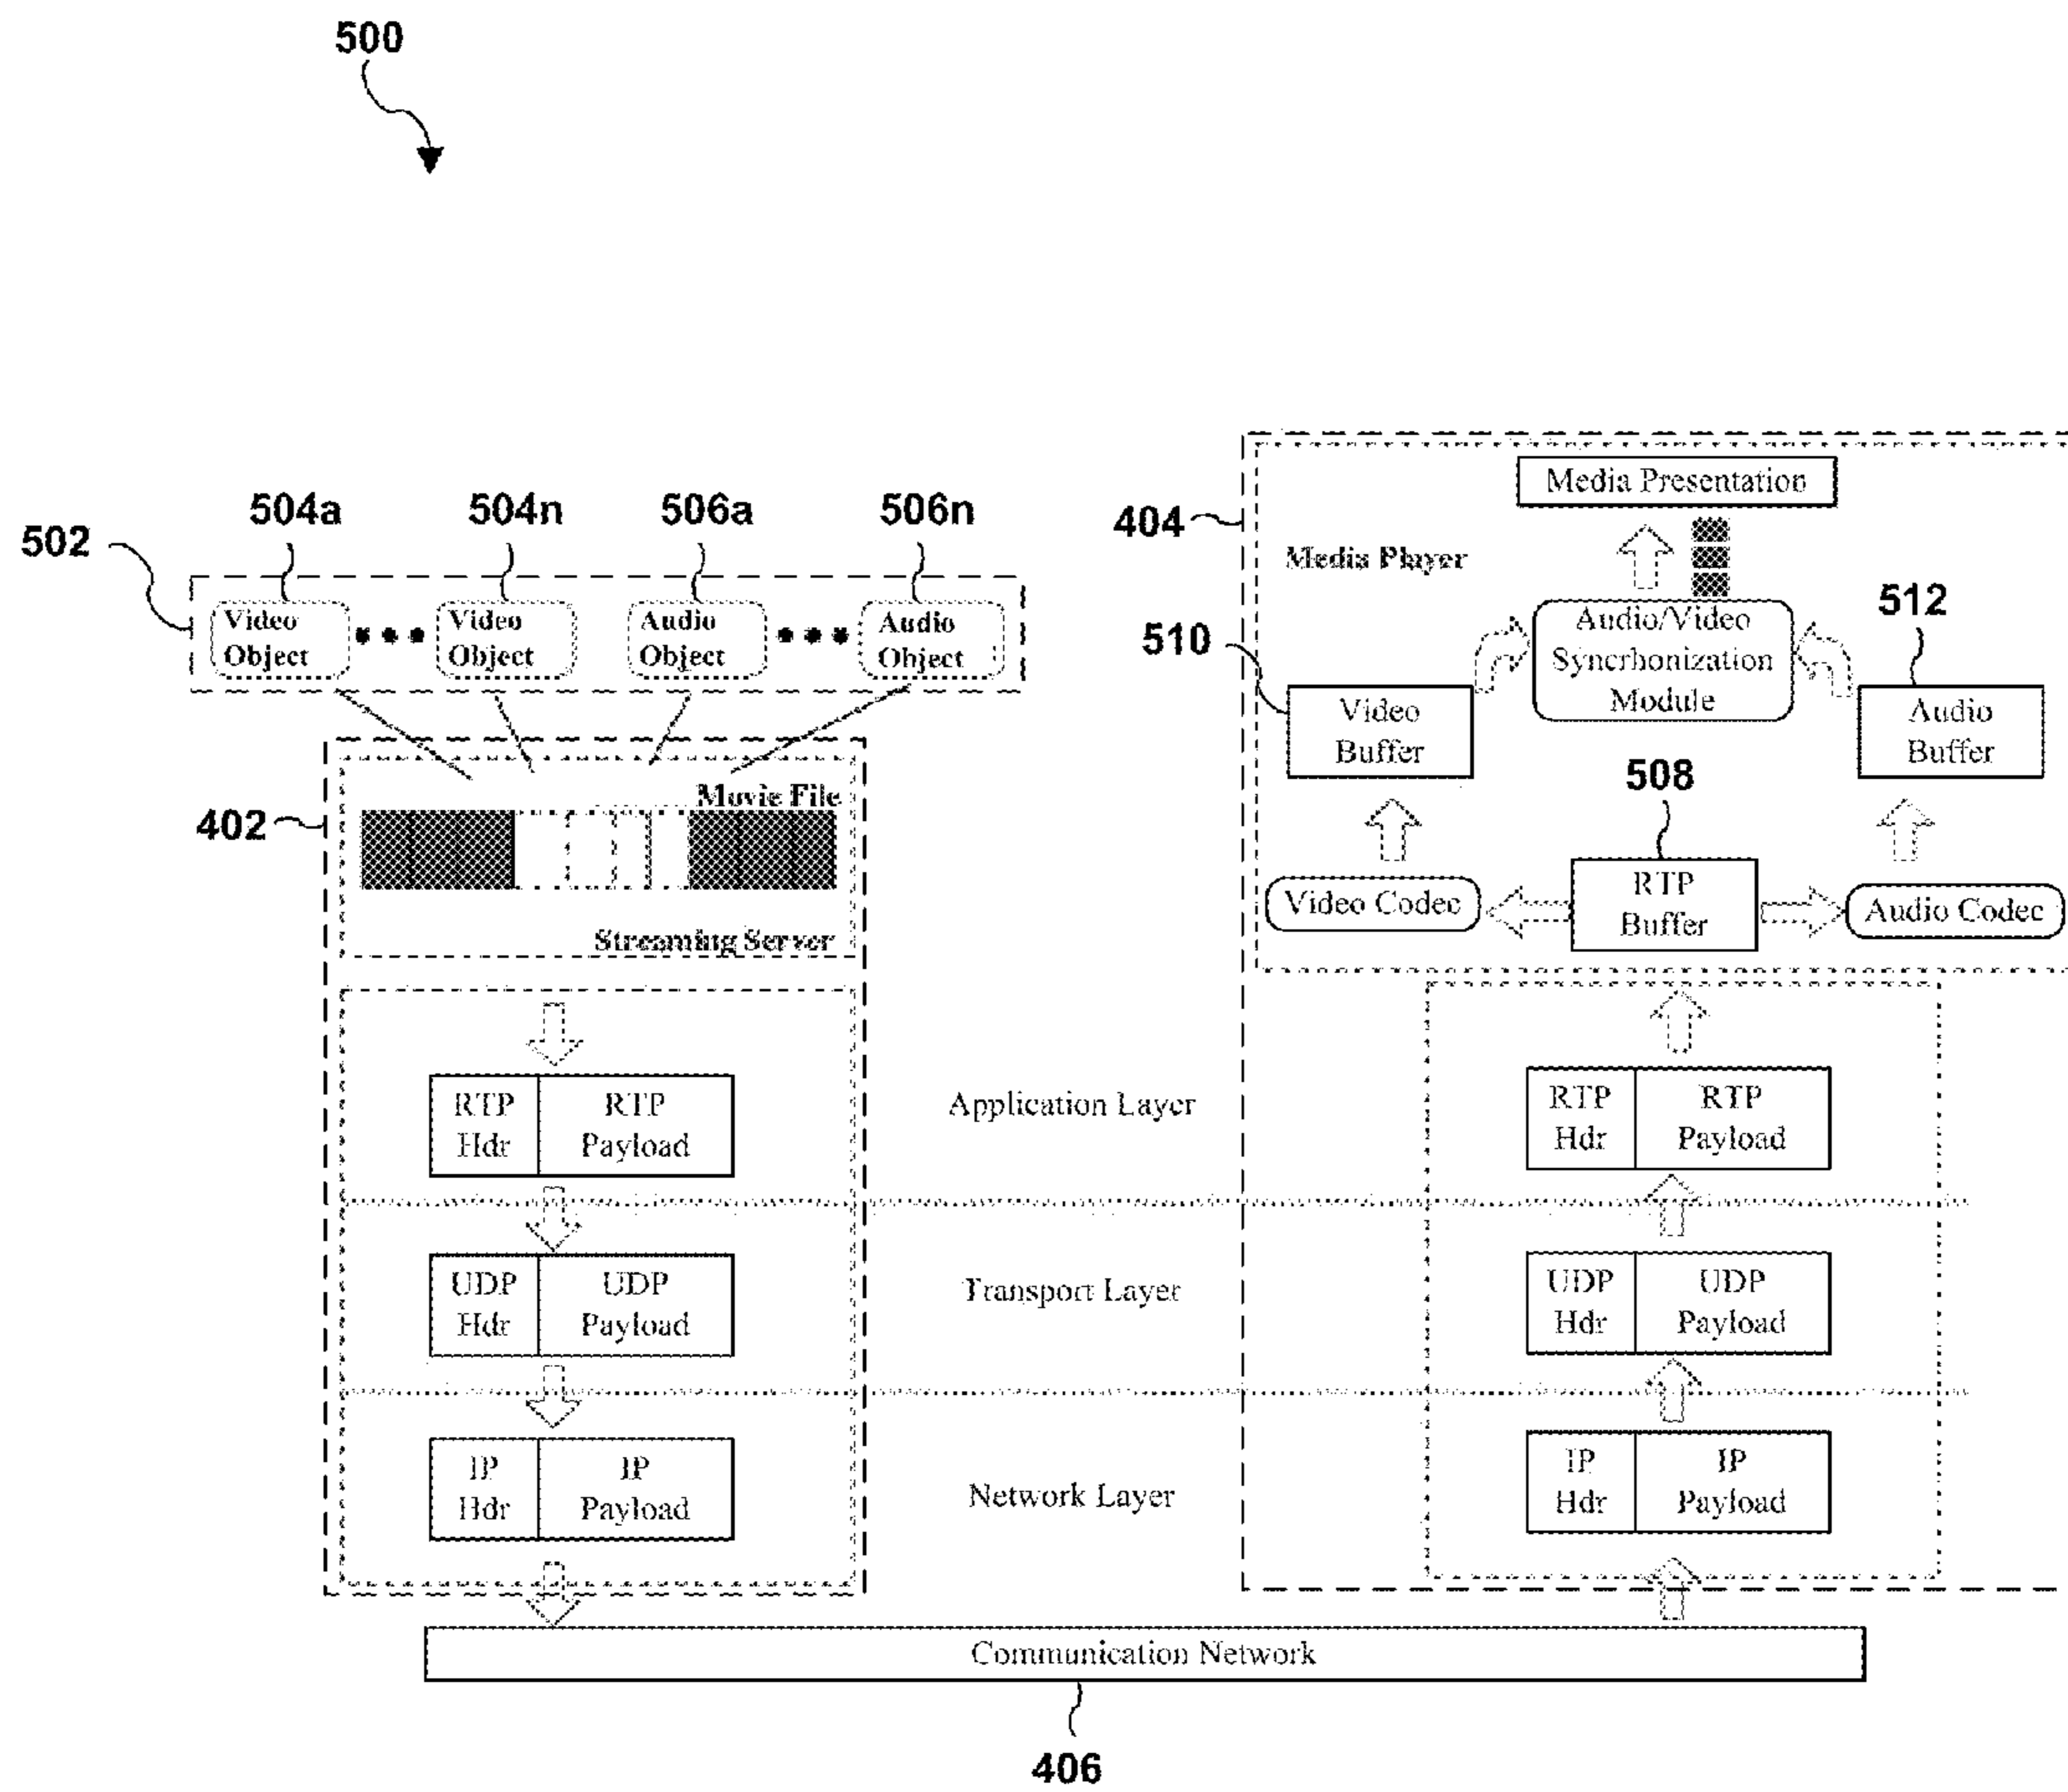 500
504a
504n
506a
506n
502
Video
Object
Video
Object
Audio
Object
Audio
Object
402
Movie File
Streaming Server
RTP
Hdr
RTP
Payload
UDP
Hdr
UDP
Payload
IP
Hdr
IP
Payload
Application Layer
Transport Layer
Network Layer
404
Media Presentation
Media Player
Audio/Video
Syncrhonization
Module
510
Video
Buffer
512
Audio
Buffer
508
RTP
Buffer
Video Codec
Audio Codec
RTP
Hdr
RTP
Payload
UDP
Hdr
UDP
Payload
IP
Hdr
IP
Payload
Communication Network
406